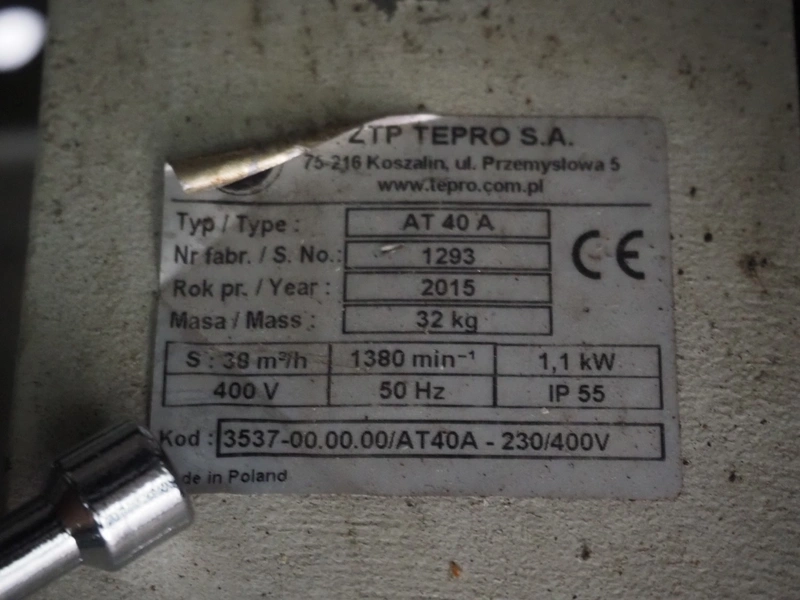 ZTP TEPRO S.A.
75-216 Koszalin, ul. Przemysłowa 5
www.tepro.com.pl
Typ / Type : AT 40 A
Nr fabr. / S. No.: 1293
Rok pr. / Year : 2015
Masa / Mass : 32 kg
CE
S : 38 m³/h 1380 min⁻¹ 1,1 kW
400 V 50 Hz IP 55
Kod : 3537-00.00.00/AT40A - 230/400V
de in Poland